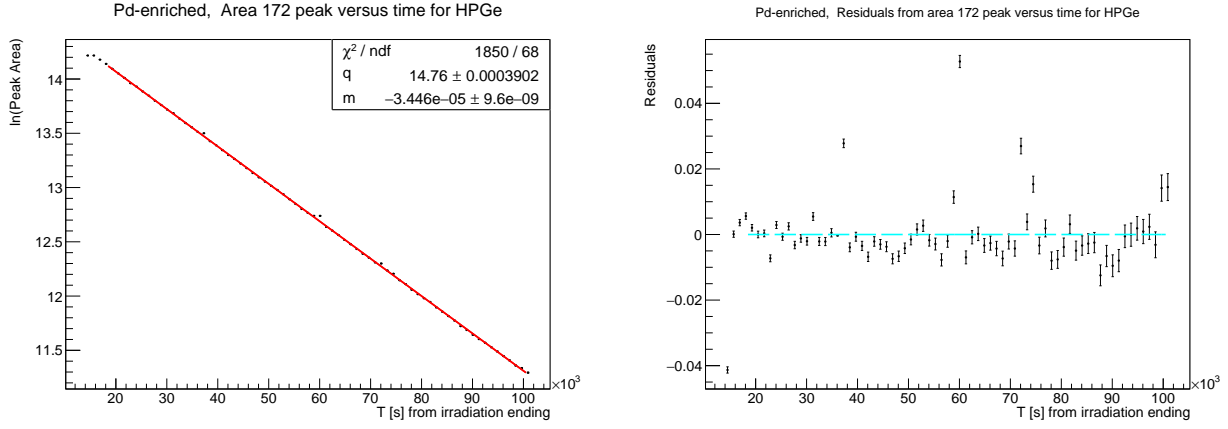 Pd-enriched, Area 172 peak versus time for HPGe
ln(Peak Area)
χ² / ndf 1850 / 68
q 14.76 ± 0.0003902
m −3.446e−05 ± 9.6e−09
14
13.5
13
12.5
12
11.5
20 30 40 50 60 70 80 90 100
×10³
T [s] from irradiation ending
Pd-enriched, Residuals from area 172 peak versus time for HPGe
Residuals
0.04
0.02
0
−0.02
−0.04
20 30 40 50 60 70 80 90 100
×10³
T [s] from irradiation ending